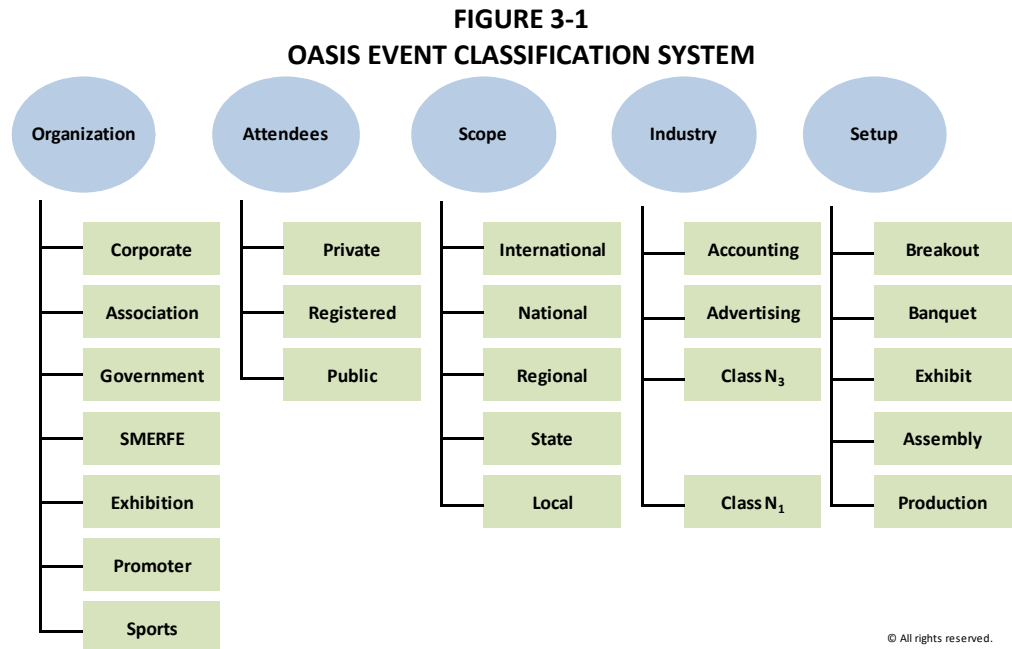 FIGURE 3-1
OASIS EVENT CLASSIFICATION SYSTEM
Organization
Corporate
Association
Government
SMERFE
Exhibition
Promoter
Sports
Attendees
Private
Registered
Public
Scope
International
National
Regional
State
Local
Industry
Accounting
Advertising
Class N₃
Class N₁
Setup
Breakout
Banquet
Exhibit
Assembly
Production
© All rights reserved.